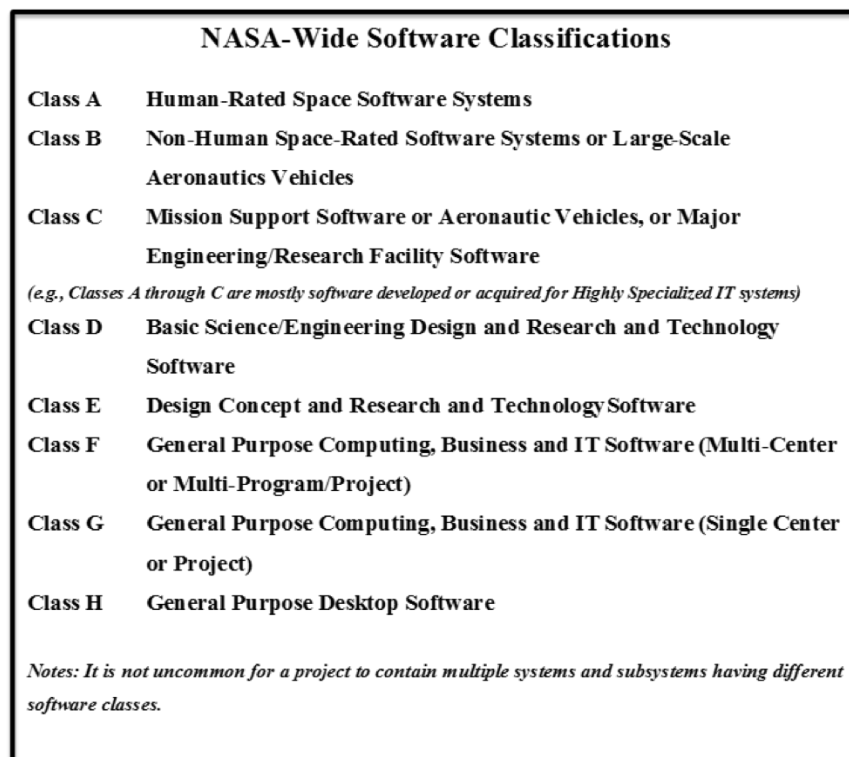 NASA-Wide Software Classifications
Class A Human-Rated Space Software Systems
Class B Non-Human Space-Rated Software Systems or Large-Scale
Aeronautics Vehicles
Class C Mission Support Software or Aeronautic Vehicles, or Major
Engineering/Research Facility Software
(e.g., Classes A through C are mostly software developed or acquired for Highly Specialized IT systems)
Class D Basic Science/Engineering Design and Research and Technology
Software
Class E Design Concept and Research and Technology Software
Class F General Purpose Computing, Business and IT Software (Multi-Center
or Multi-Program/Project)
Class G General Purpose Computing, Business and IT Software (Single Center
or Project)
Class H General Purpose Desktop Software
Notes: It is not uncommon for a project to contain multiple systems and subsystems having different
software classes.